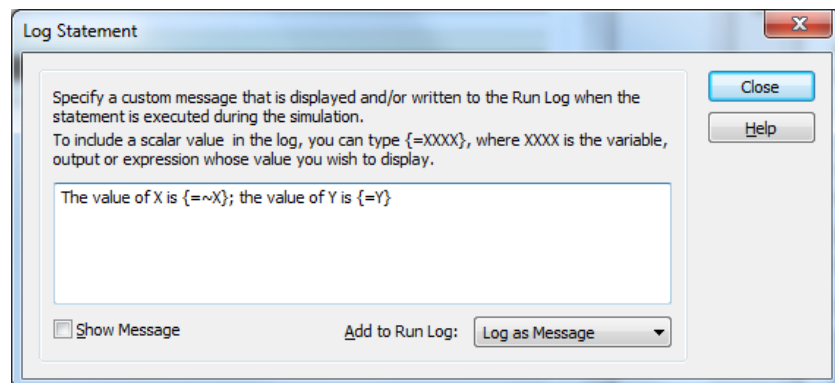 Log Statement
Specify a custom message that is displayed and/or written to the Run Log when the
statement is executed during the simulation.
To include a scalar value  in the log, you can type {=XXXX}, where XXXX is the variable,
output or expression whose value you wish to display.
The value of X is {=~X}; the value of Y is {=Y}
Show Message
Add to Run Log:
Log as Message
Close
Help